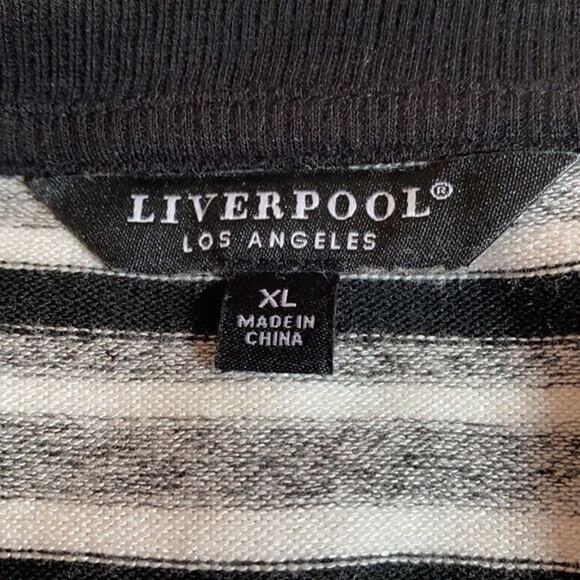 LIVERPOOL®
LOS ANGELES
XL
MADE IN
CHINA